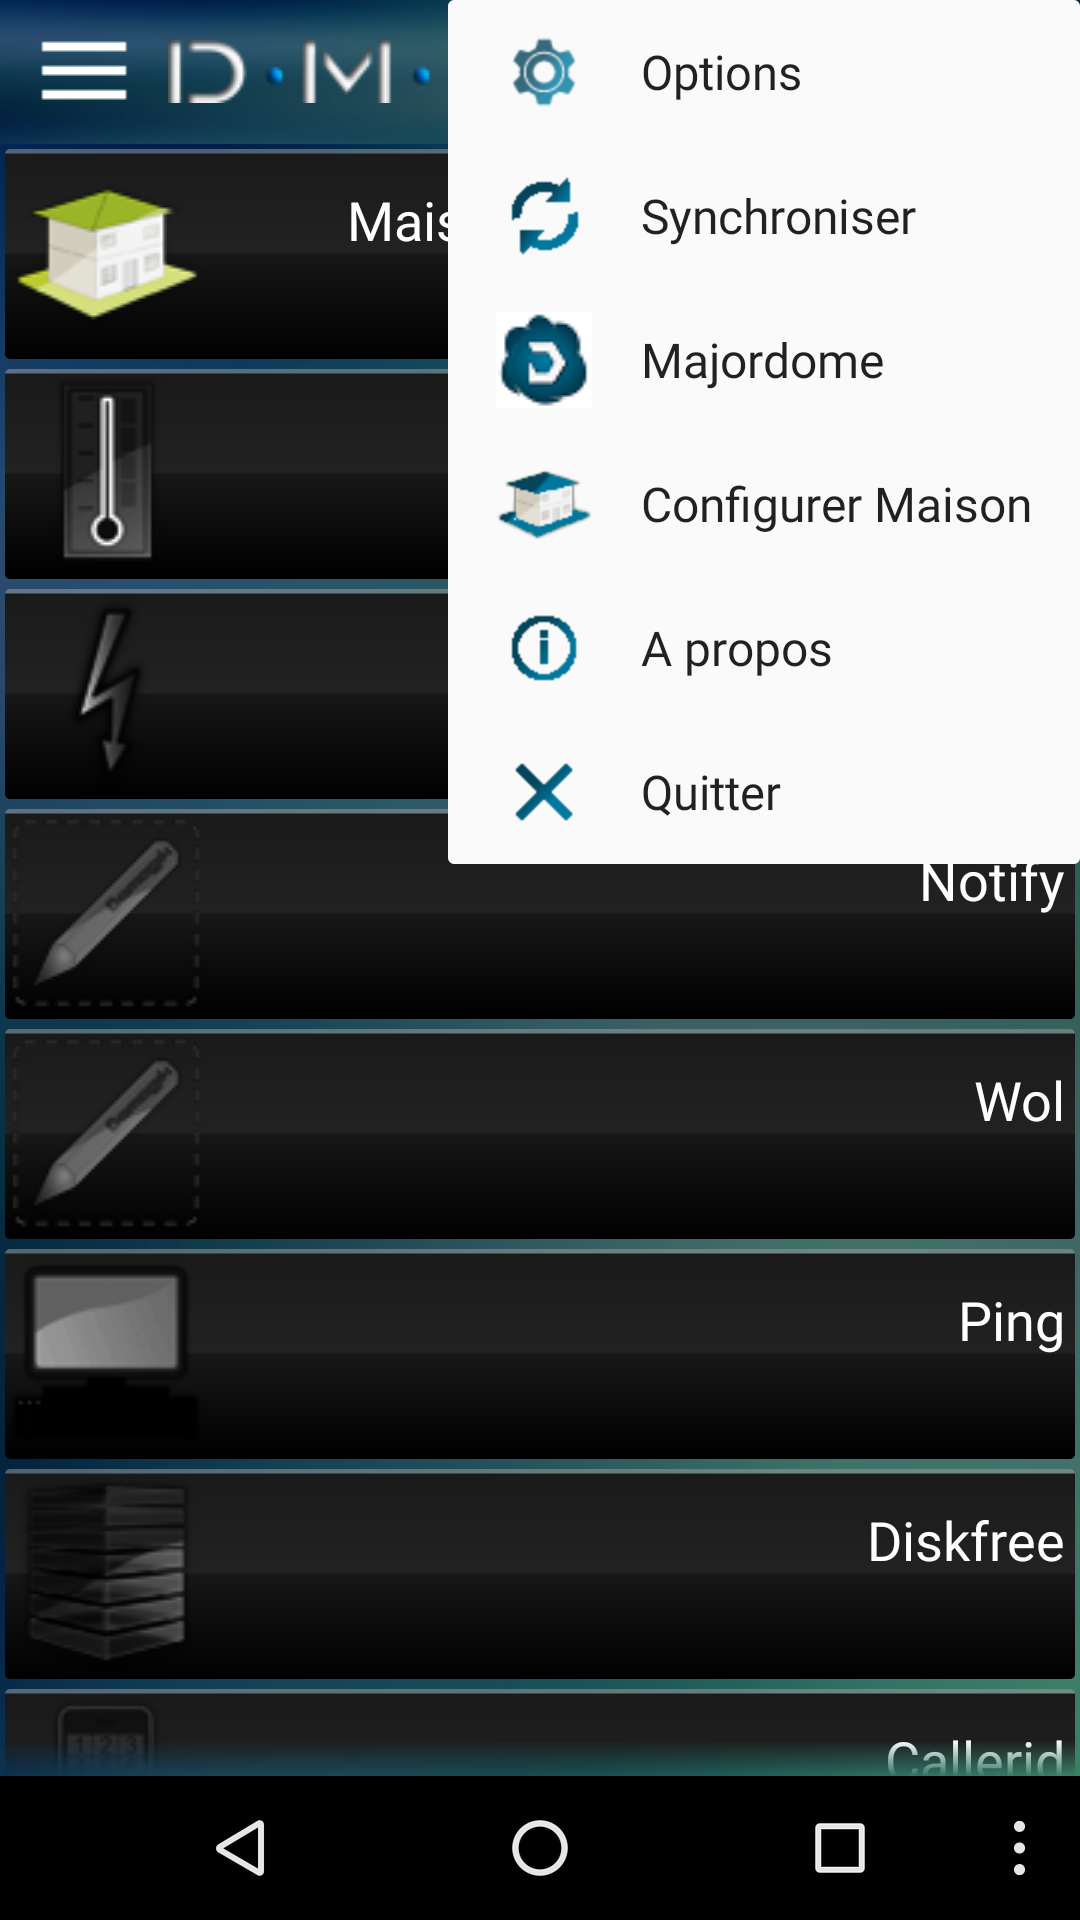 D · M ·
Options
Synchroniser
Majordome
Configurer Maison
A propos
Quitter
Mais
Notify
Wol
Ping
Diskfree
Callerid